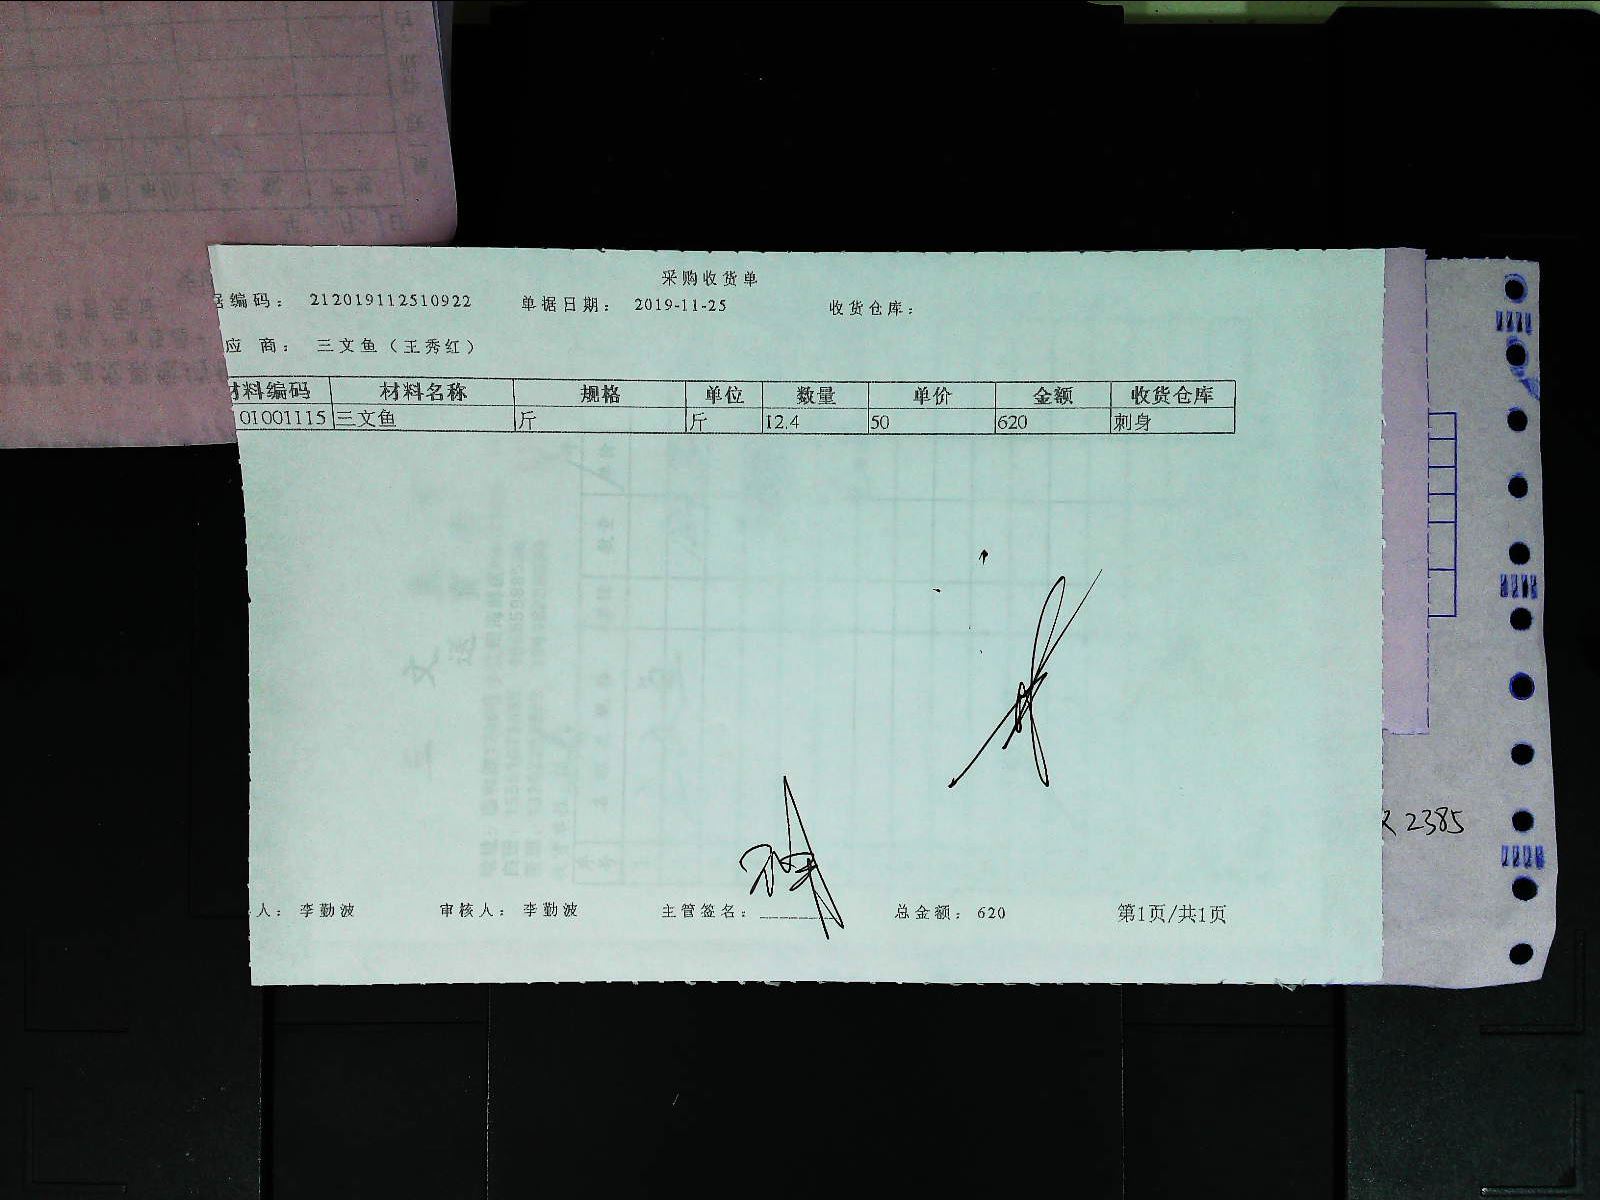 采购收货单
据编码： 212019112510922 单据日期： 2019-11-25 收货仓库：
应 商： 三文鱼（王秀红）
材料编码 材料名称 规格 单位 数量 单价 金额 收货仓库
01001115 三文鱼 斤 斤 12.4 50 620 刺身
2385
人： 李勤波 审核人： 李勤波 主管签名： 总金额： 620 第1页/共1页